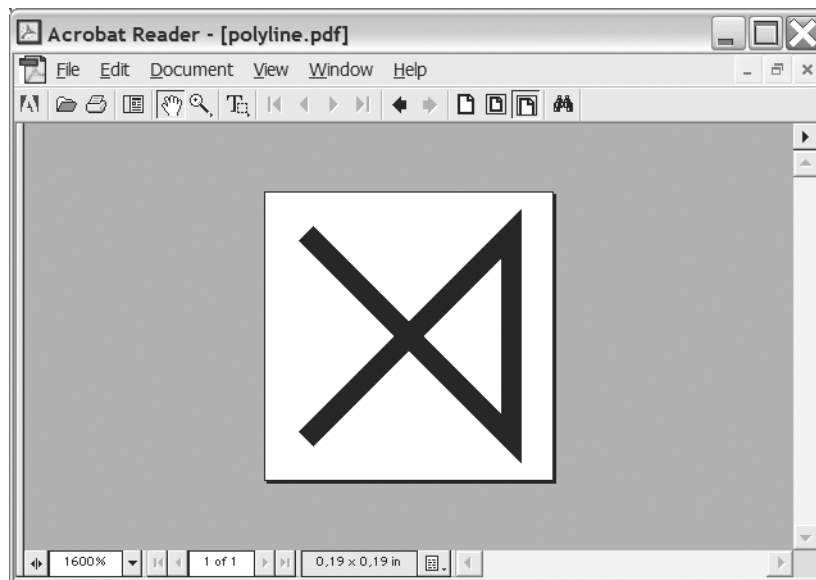 Acrobat Reader - [polyline.pdf]
File Edit Document View Window Help
1600% 1 of 1 0,19 x 0,19 in